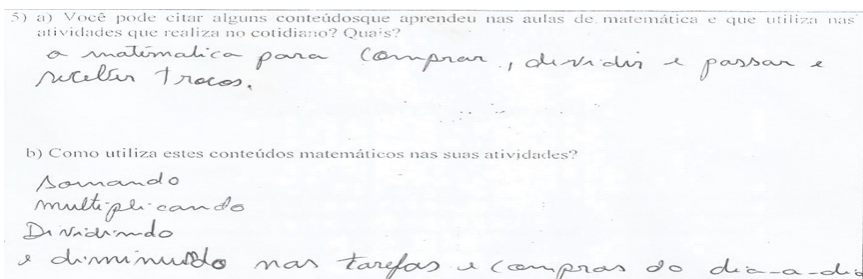 5) a) Você pode citar alguns conteúdosque aprendeu nas aulas de matemática e que utiliza nas
atividades que realiza no cotidiano? Quais?
a matimatica para comprar, dividir e passar e
receber trocos.
b) Como utiliza estes conteúdos matemáticos nas suas atividades?
somando
multiplicando
Dividindo
e diminuido nas tarefas e compras do dia-a-dia